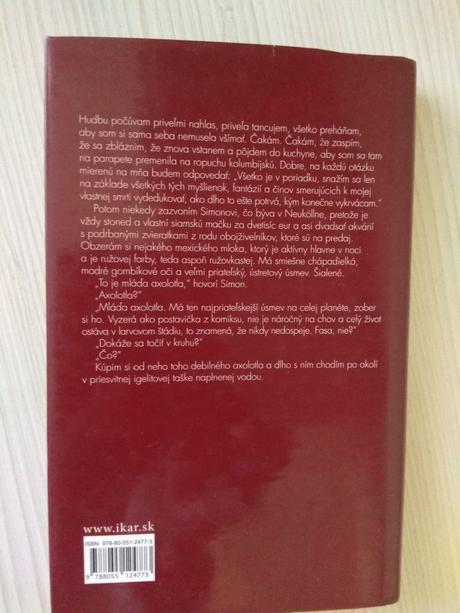 Hudbu počúvam priveľmi nahlas, priveľa tancujem, všetko preháňam,
aby som si sama seba nemusela všímať. Čakám. Čakám, že zaspím,
že sa zbláznim, že znova vstanem a pôjdem do kuchyne, aby som sa tam
na parapete premenila na ropuchu kolumbijskú. Dobre, na každú otázku
mierenú na mňa budem odpovedať: „Všetko je v poriadku, snažím sa len
na základe všetkých tých myšlienok, fantázií a činov smerujúcich k mojej
vlastnej smrti vydedukovať, ako dlho to ešte potrvá, kým konečne vykrvácam."
Potom niekedy zazvoním Simonovi, čo býva v Neuköllne, pretože je
vždy stoned a vlastní siamskú mačku za dvetisíc eur a asi dvadsať akvárií
s podrbanými zvieratkami z rodu obojživelníkov, ktoré sú na predaj.
Obzerám si nejakého mexického mloka, ktorý je aktívny hlavne v noci
a je ružovej farby, teda aspoň ružovkastej. Má smiešne chápadielká,
modré gombíkové oči a veľmi priateľský, ústretový úsmev. Šialené.
„To je mláďa axolotla," hovorí Simon.
„Axolotla?"
„Mláďa axolotla. Má ten najpriateľskejší úsmev na celej planéte, zober
si ho. Vyzerá ako postavička z komiksu, nie je náročný na chov a celý život
ostáva v larvovom štádiu, to znamená, že nikdy nedospeje. Fasa, nie?"
„Dokáže sa točiť v kruhu?"
„Čo?"
Kúpim si od neho toho debilného axolotla a dlho s ním chodím po okolí
v priesvitnej igelitovej taške naplnenej vodou.
www.ikar.sk
ISBN 978-80-551-2477-3
9 788055 124773